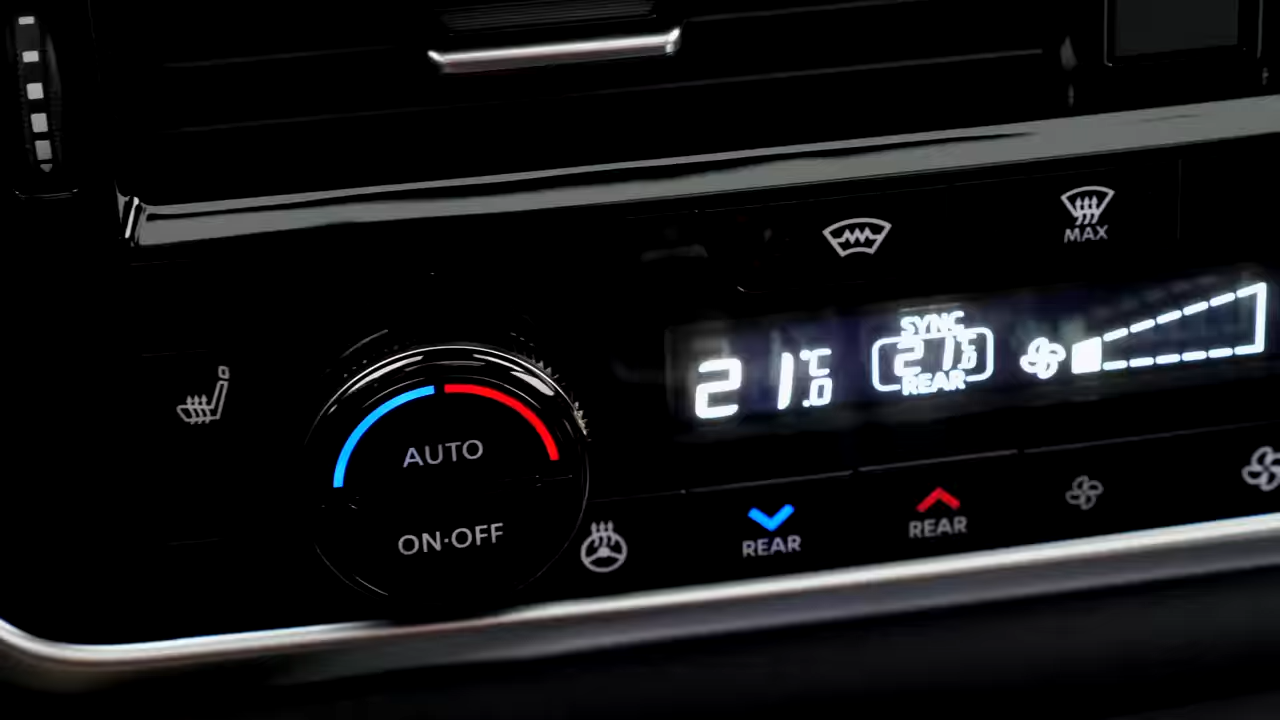 MAX
SYNC
21.0°C
21.0°C
REAR
AUTO
ON·OFF
REAR
REAR